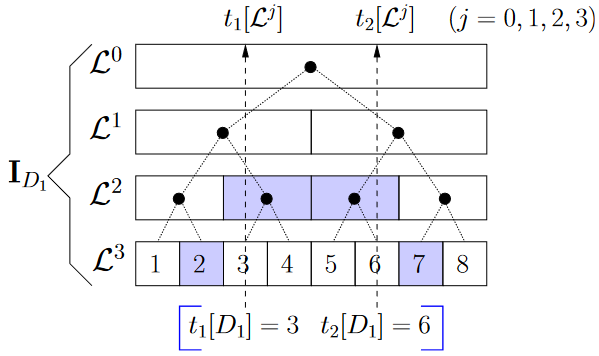 t₁[𝓛ʲ] t₂[𝓛ʲ] (j = 0, 1, 2, 3)
𝓛⁰
𝓛¹
I_{D₁}
𝓛²
𝓛³ 1 2 3 4 5 6 7 8
t₁[D₁] = 3 t₂[D₁] = 6